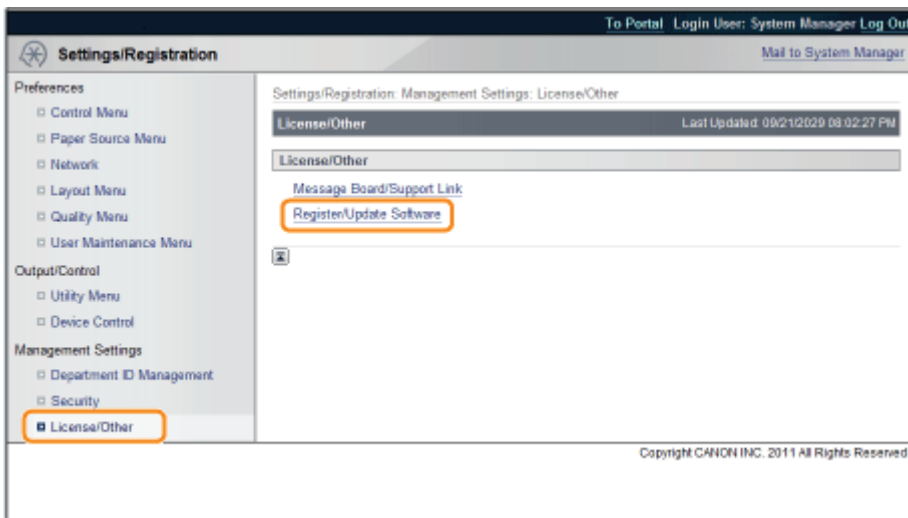 To Portal Login User: System Manager Log Out
Settings/Registration
Mail to System Manager
Preferences
Control Menu
Paper Source Menu
Network
Layout Menu
Quality Menu
User Maintenance Menu
Output/Control
Utility Menu
Device Control
Management Settings
Department ID Management
Security
License/Other
Settings/Registration: Management Settings: License/Other
License/Other
Last Updated: 09/21/2029 08:02:27 PM
License/Other
Message Board/Support Link
Register/Update Software
Copyright CANON INC. 2011 All Rights Reserved